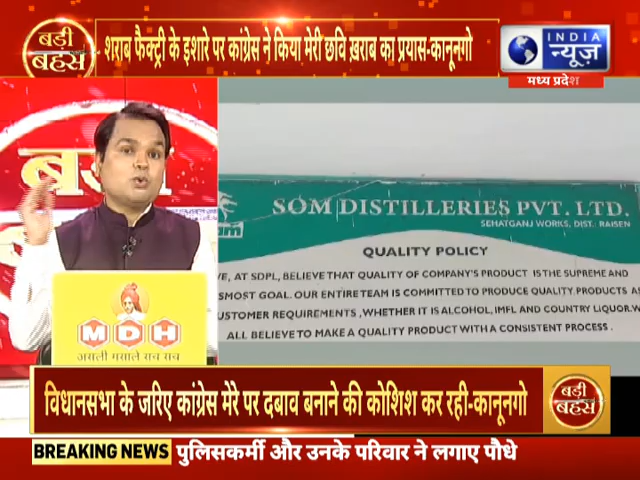 बड़ी
बहस
शराब फैक्ट्री के इशारे पर कांग्रेस ने किया मेरी छवि ख़राब का प्रयास-कानूनगो
INDIA
न्यूज़
मध्य प्रदेश
SOM DISTILLERIES PVT. LTD.
SEHATGANJ WORKS, DIST. RAISEN
QUALITY POLICY
VE, AT SDPL, BELIEVE THAT QUALITY OF COMPANY'S PRODUCT IS THE SUPREME AND
SMOST GOAL. OUR ENTIRE TEAM IS COMMITTED TO PRODUCE QUALITY PRODUCTS A
USTOMER REQUIREMENTS, WHETHER IT IS ALCOHOL, IMFL AND COUNTRY LIQUOR.W
ALL BELIEVE TO MAKE A QUALITY PRODUCT WITH A CONSISTENT PROCESS.
MDH
असली मसाले सच सच
विधानसभा के जरिए कांग्रेस मेरे पर दबाव बनाने की कोशिश कर रही-कानूनगो
बड़ी
बहस
BREAKING NEWS पुलिसकर्मी और उनके परिवार ने लगाए पौधे